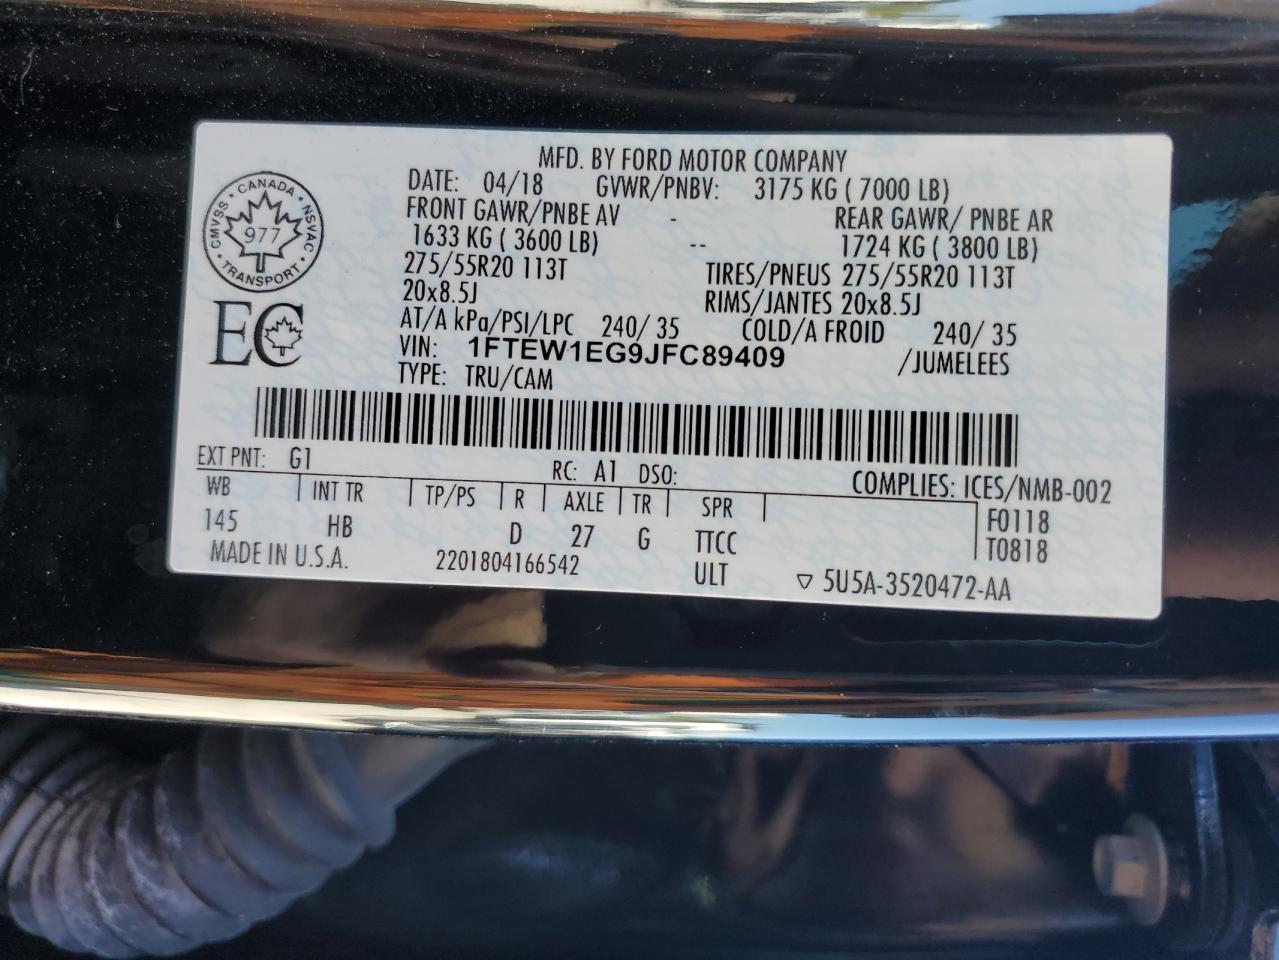 MFD. BY FORD MOTOR COMPANY
CMVSS · CANADA · NSVAC · TRANSPORT ·
977
DATE: 04/18 GVWR/PNBV: 3175 KG ( 7000 LB)
FRONT GAWR/PNBE AV - REAR GAWR/ PNBE AR
1633 KG ( 3600 LB) -- 1724 KG ( 3800 LB)
275/55R20 113T TIRES/PNEUS 275/55R20 113T
20x8.5J RIMS/JANTES 20x8.5J
EC
AT/A kPa/PSI/LPC 240/ 35 COLD/A FROID 240/ 35
VIN: 1FTEW1EG9JFC89409 /JUMELEES
TYPE: TRU/CAM
EXT PNT: G1 RC: A1 DSO: COMPLIES: ICES/NMB-002
WB INT TR TP/PS R AXLE TR SPR F0118
145 HB D 27 G TTCC T0818
MADE IN U.S.A. 2201804166542 ULT ▽ 5U5A-3520472-AA